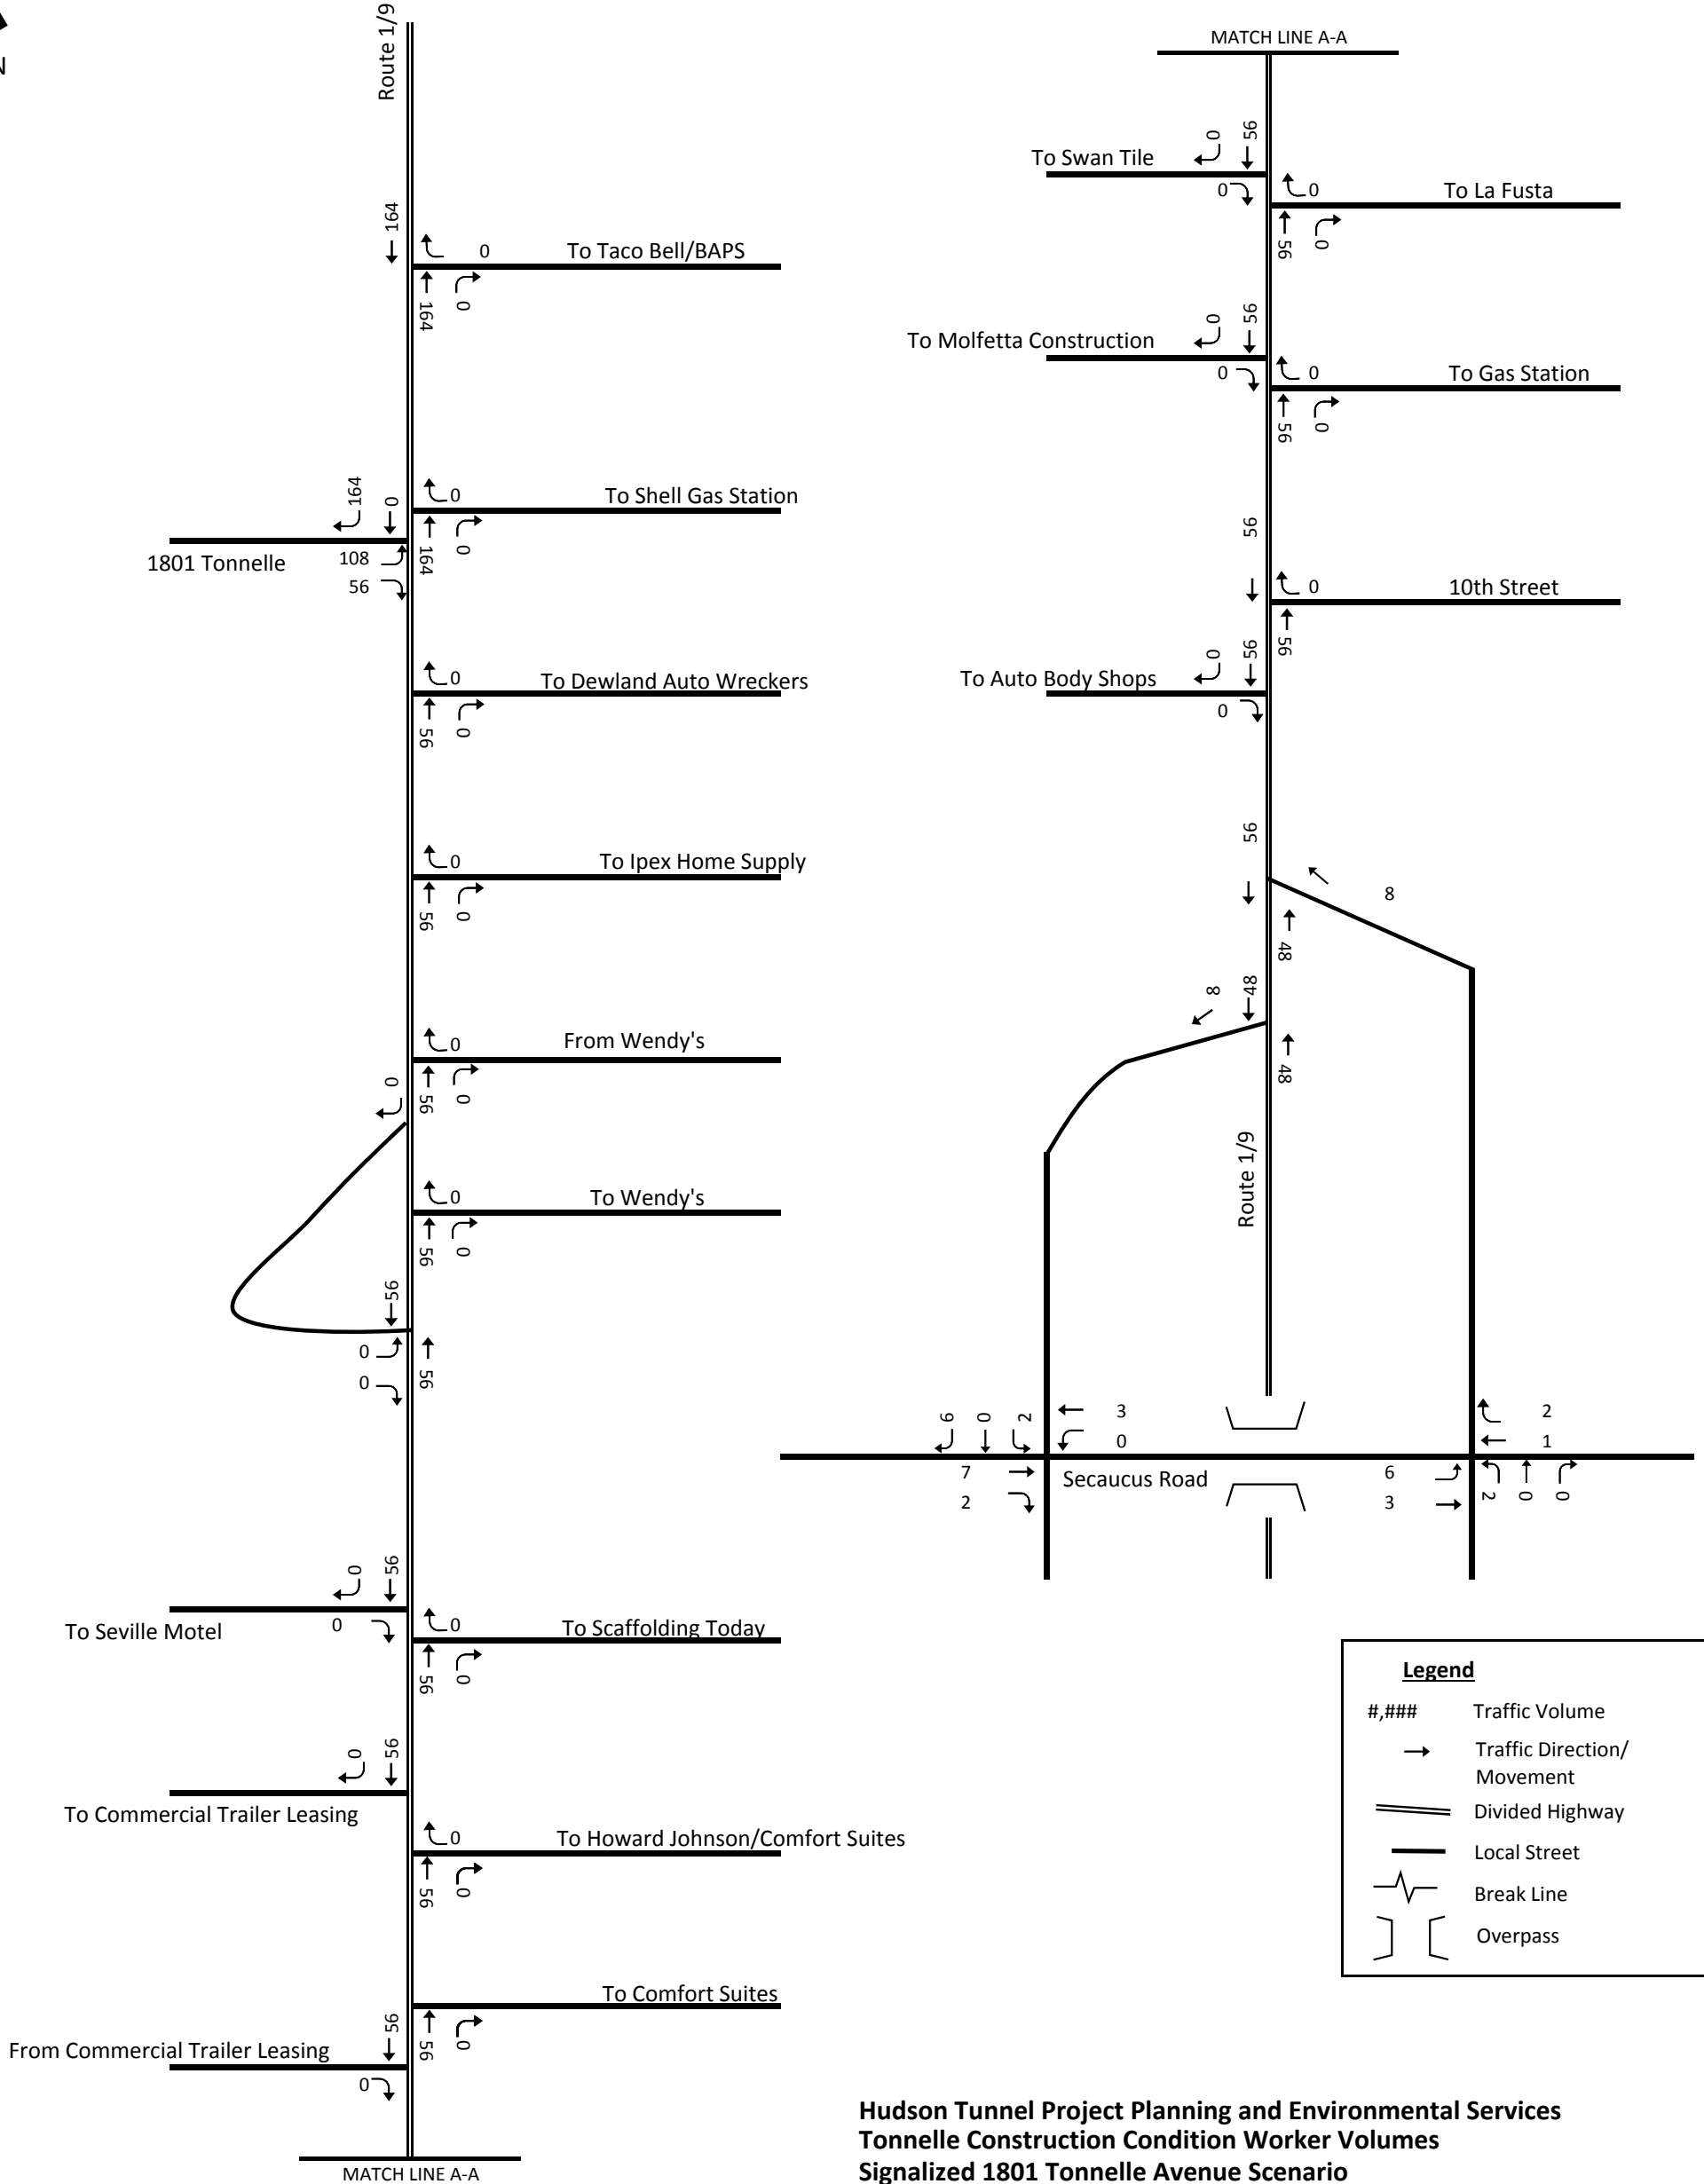 N
Route 1/9
164
0
To Taco Bell/BAPS
164
0
164
0
0
To Shell Gas Station
164
0
1801 Tonnelle
108
56
0
To Dewland Auto Wreckers
56
0
0
To Ipex Home Supply
56
0
0
From Wendy's
56
0
0
0
To Wendy's
56
0
56
0
0
56
0
56
To Seville Motel
0
0
To Scaffolding Today
56
0
0
56
To Commercial Trailer Leasing
0
To Howard Johnson/Comfort Suites
56
0
To Comfort Suites
56
0
56
From Commercial Trailer Leasing
0
MATCH LINE A-A
MATCH LINE A-A
0
56
To Swan Tile
0
0
To La Fusta
56
0
0
56
To Molfetta Construction
0
0
To Gas Station
56
0
56
0
10th Street
56
0
56
To Auto Body Shops
0
56
8
48
8
48
48
Route 1/9
6
0
2
3
0
7
2
Secaucus Road
2
1
6
3
2
0
0
Legend
#,###
Traffic Volume
Traffic Direction/
Movement
Divided Highway
Local Street
Break Line
Overpass
Hudson Tunnel Project Planning and Environmental Services
Tonnelle Construction Condition Worker Volumes
Signalized 1801 Tonnelle Avenue Scenario